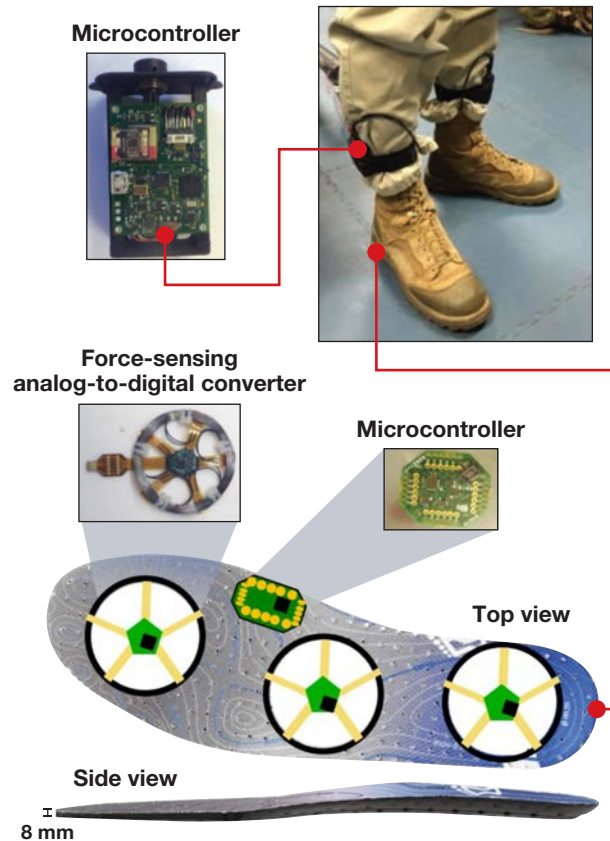 Microcontroller
Force-sensing
analog-to-digital converter
Microcontroller
Top view
Side view
8 mm